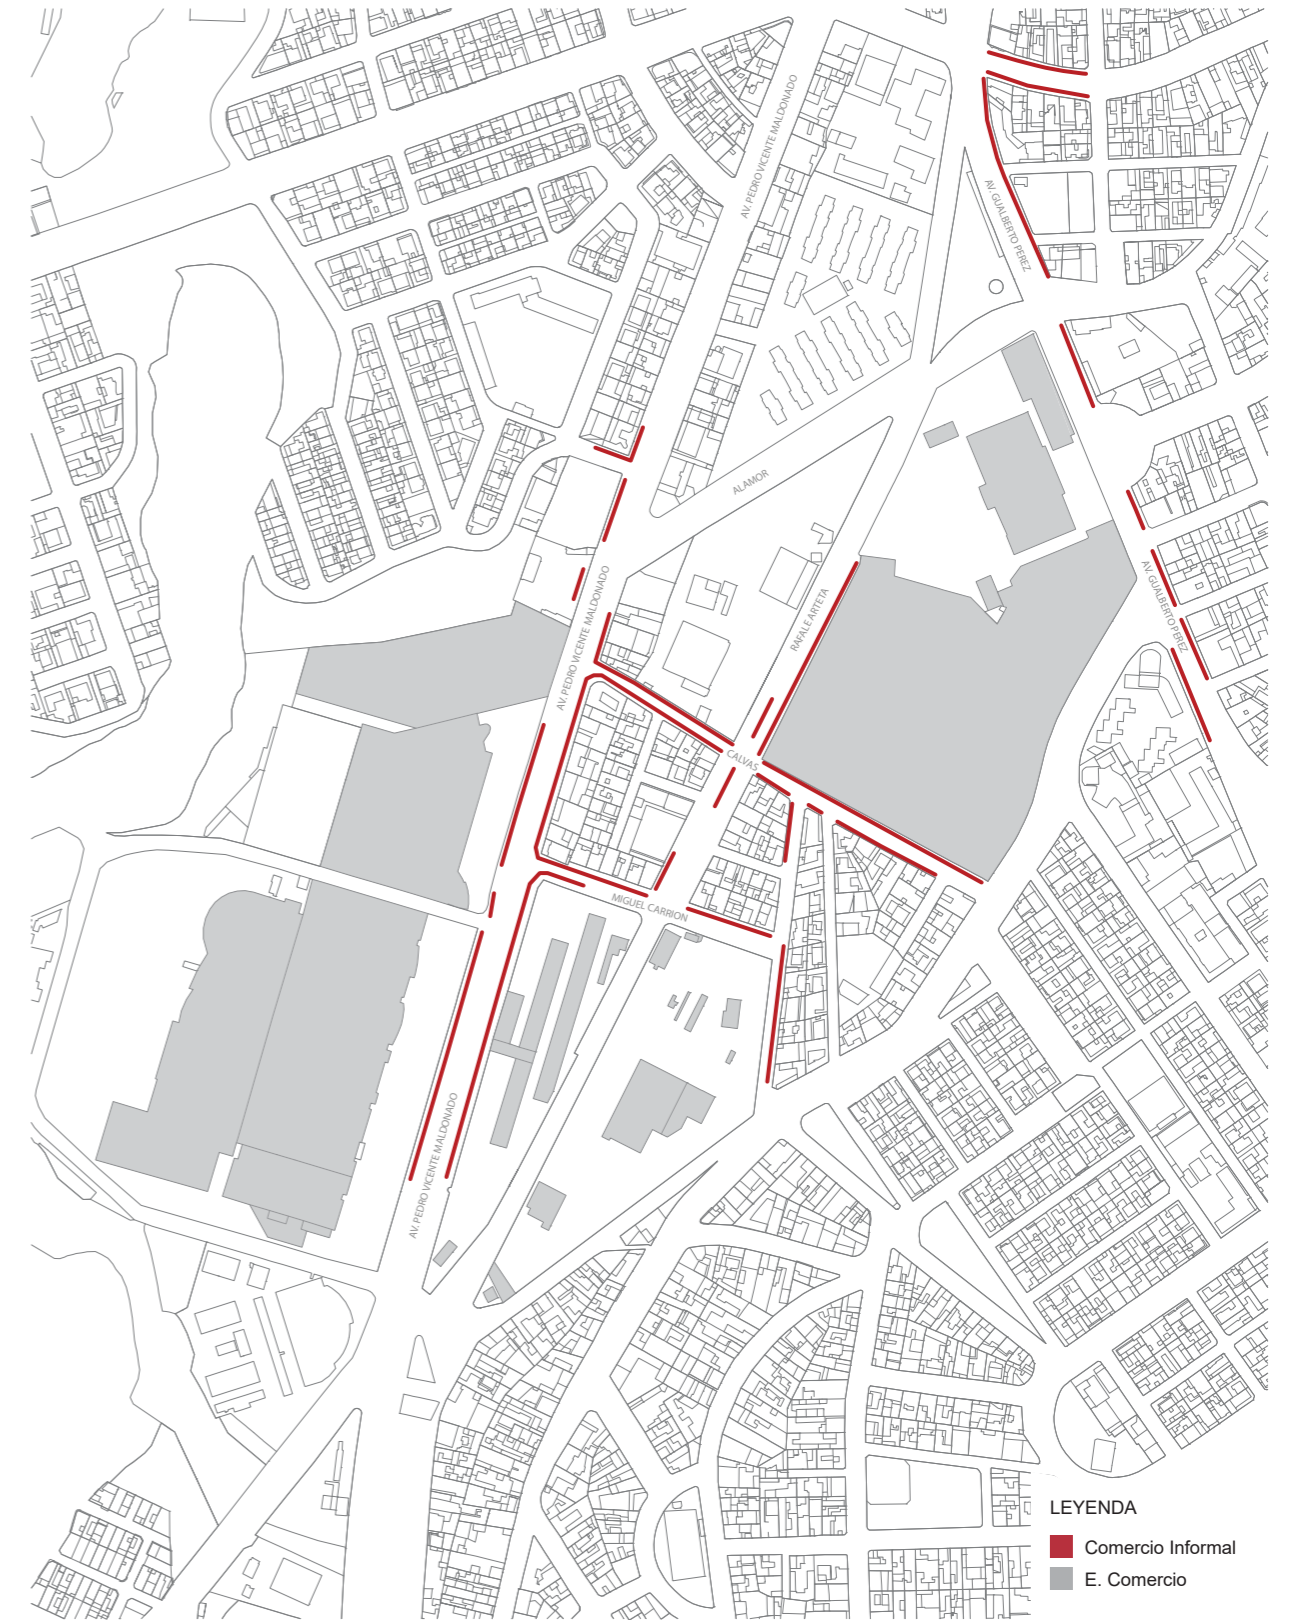 AV. PEDRO VICENTE MALDONADO
AV. GUALBERTO PEREZ
ALAMOR
AV. PEDRO VICENTE MALDONADO
RAFALE ARTETA
AV. GUALBERTO PEREZ
CALVAS
MIGUEL CARRION
AV. PEDRO VICENTE MALDONADO
LEYENDA
Comercio Informal
E. Comercio